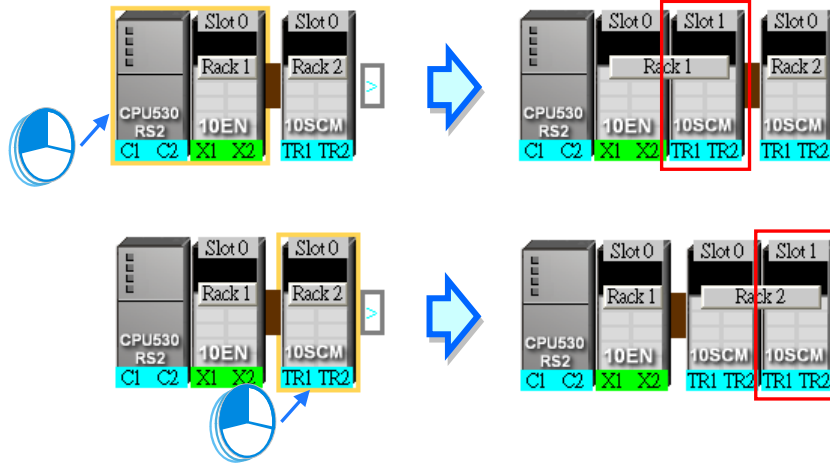 Slot 0 Slot 0
Rack 1 Rack 2
>
CPU530
RS2 10EN 10SCM
C1 C2 X1 X2 TR1 TR2
Slot 0 Slot 1 Slot 0
Rack 1 Rack 2
CPU530
RS2 10EN 10SCM 10SCM
C1 C2 X1 X2 TR1 TR2 TR1 TR2
Slot 0 Slot 0
Rack 1 Rack 2
>
CPU530
RS2 10EN 10SCM
C1 C2 X1 X2 TR1 TR2
Slot 0 Slot 0 Slot 1
Rack 1 Rack 2
CPU530
RS2 10EN 10SCM 10SCM
C1 C2 X1 X2 TR1 TR2 TR1 TR2